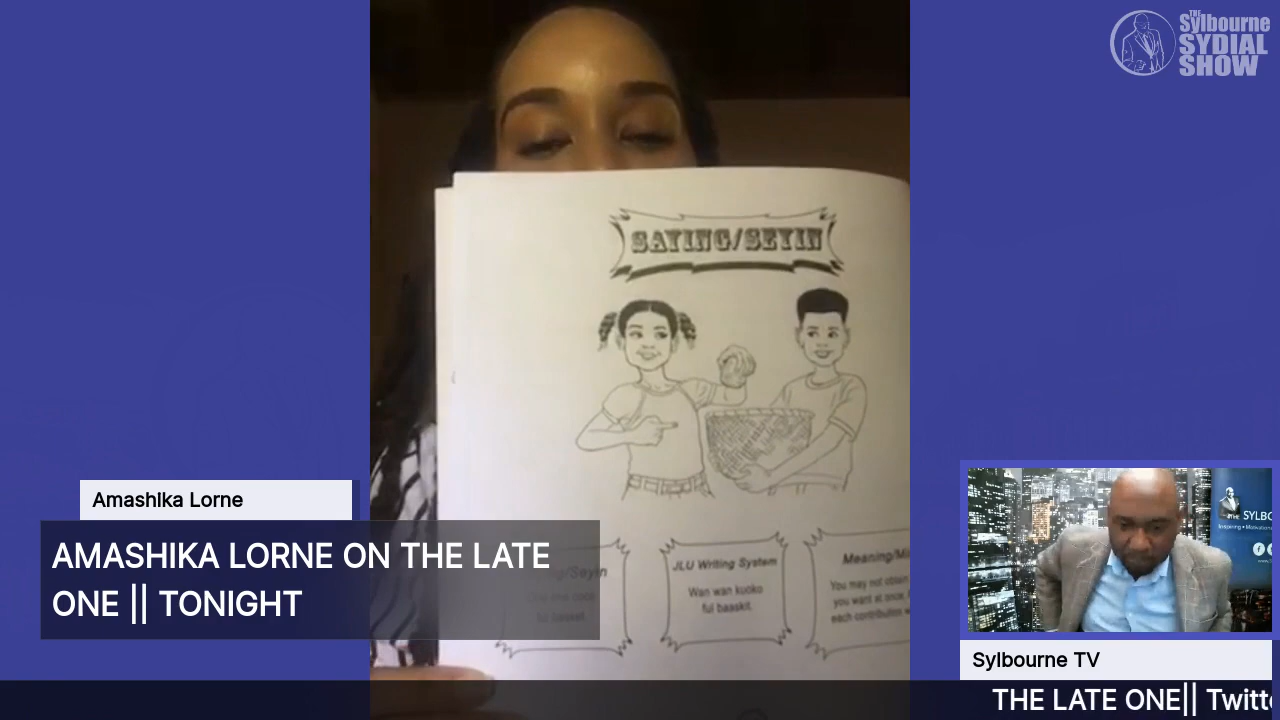 THE
Sylbourne
SYDIAL
SHOW
SAYING/SEYIN
JLU Writing System
Wan wan kuoko
ful baaskit.
You may not obtain
you want at once,
each contribution
Amashika Lorne
AMASHIKA LORNE ON THE LATE
ONE || TONIGHT
SYLBO
Sylbourne TV
THE LATE ONE|| Twitt